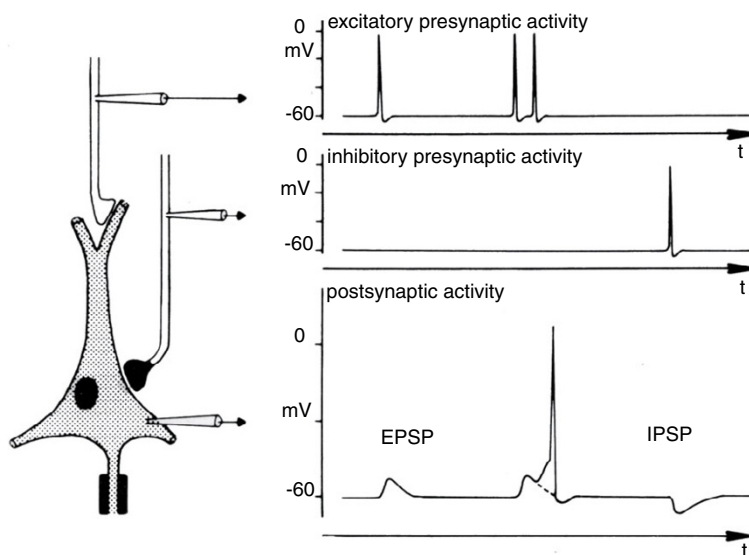 0
excitatory presynaptic activity
mV
-60
t
0
inhibitory presynaptic activity
mV
-60
t
postsynaptic activity
0
mV
EPSP
IPSP
-60
t